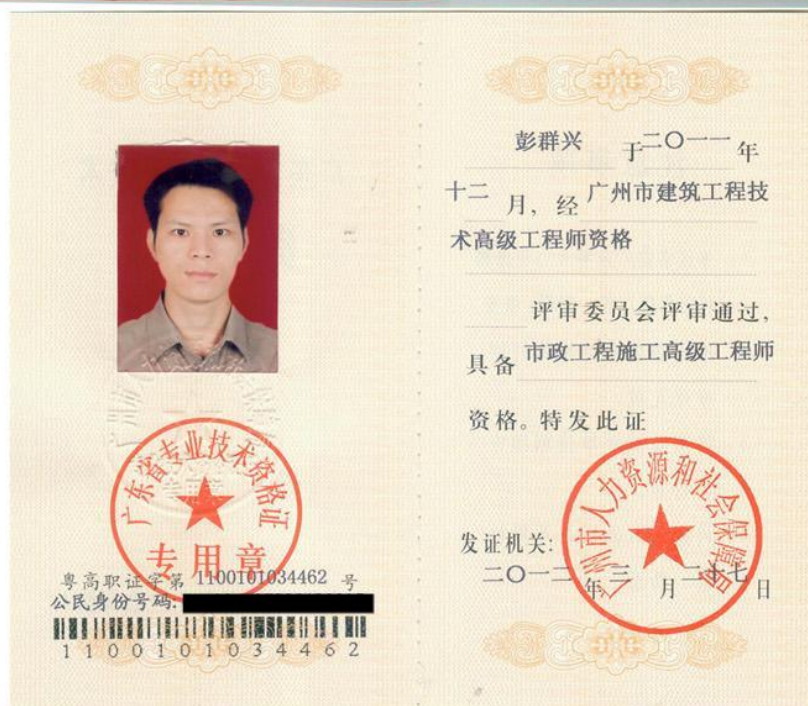 广东省专业技术资格证
专用章
粤高职证字第 1100101034462 号
公民身份号码:
1100101034462
彭群兴 于二〇一一年
十二月, 经广州市建筑工程技
术高级工程师资格
评审委员会评审通过,
具备市政工程施工高级工程师
资格。特发此证
广州市人力资源和社会保障局
发证机关:
二〇一二年三月二十七日